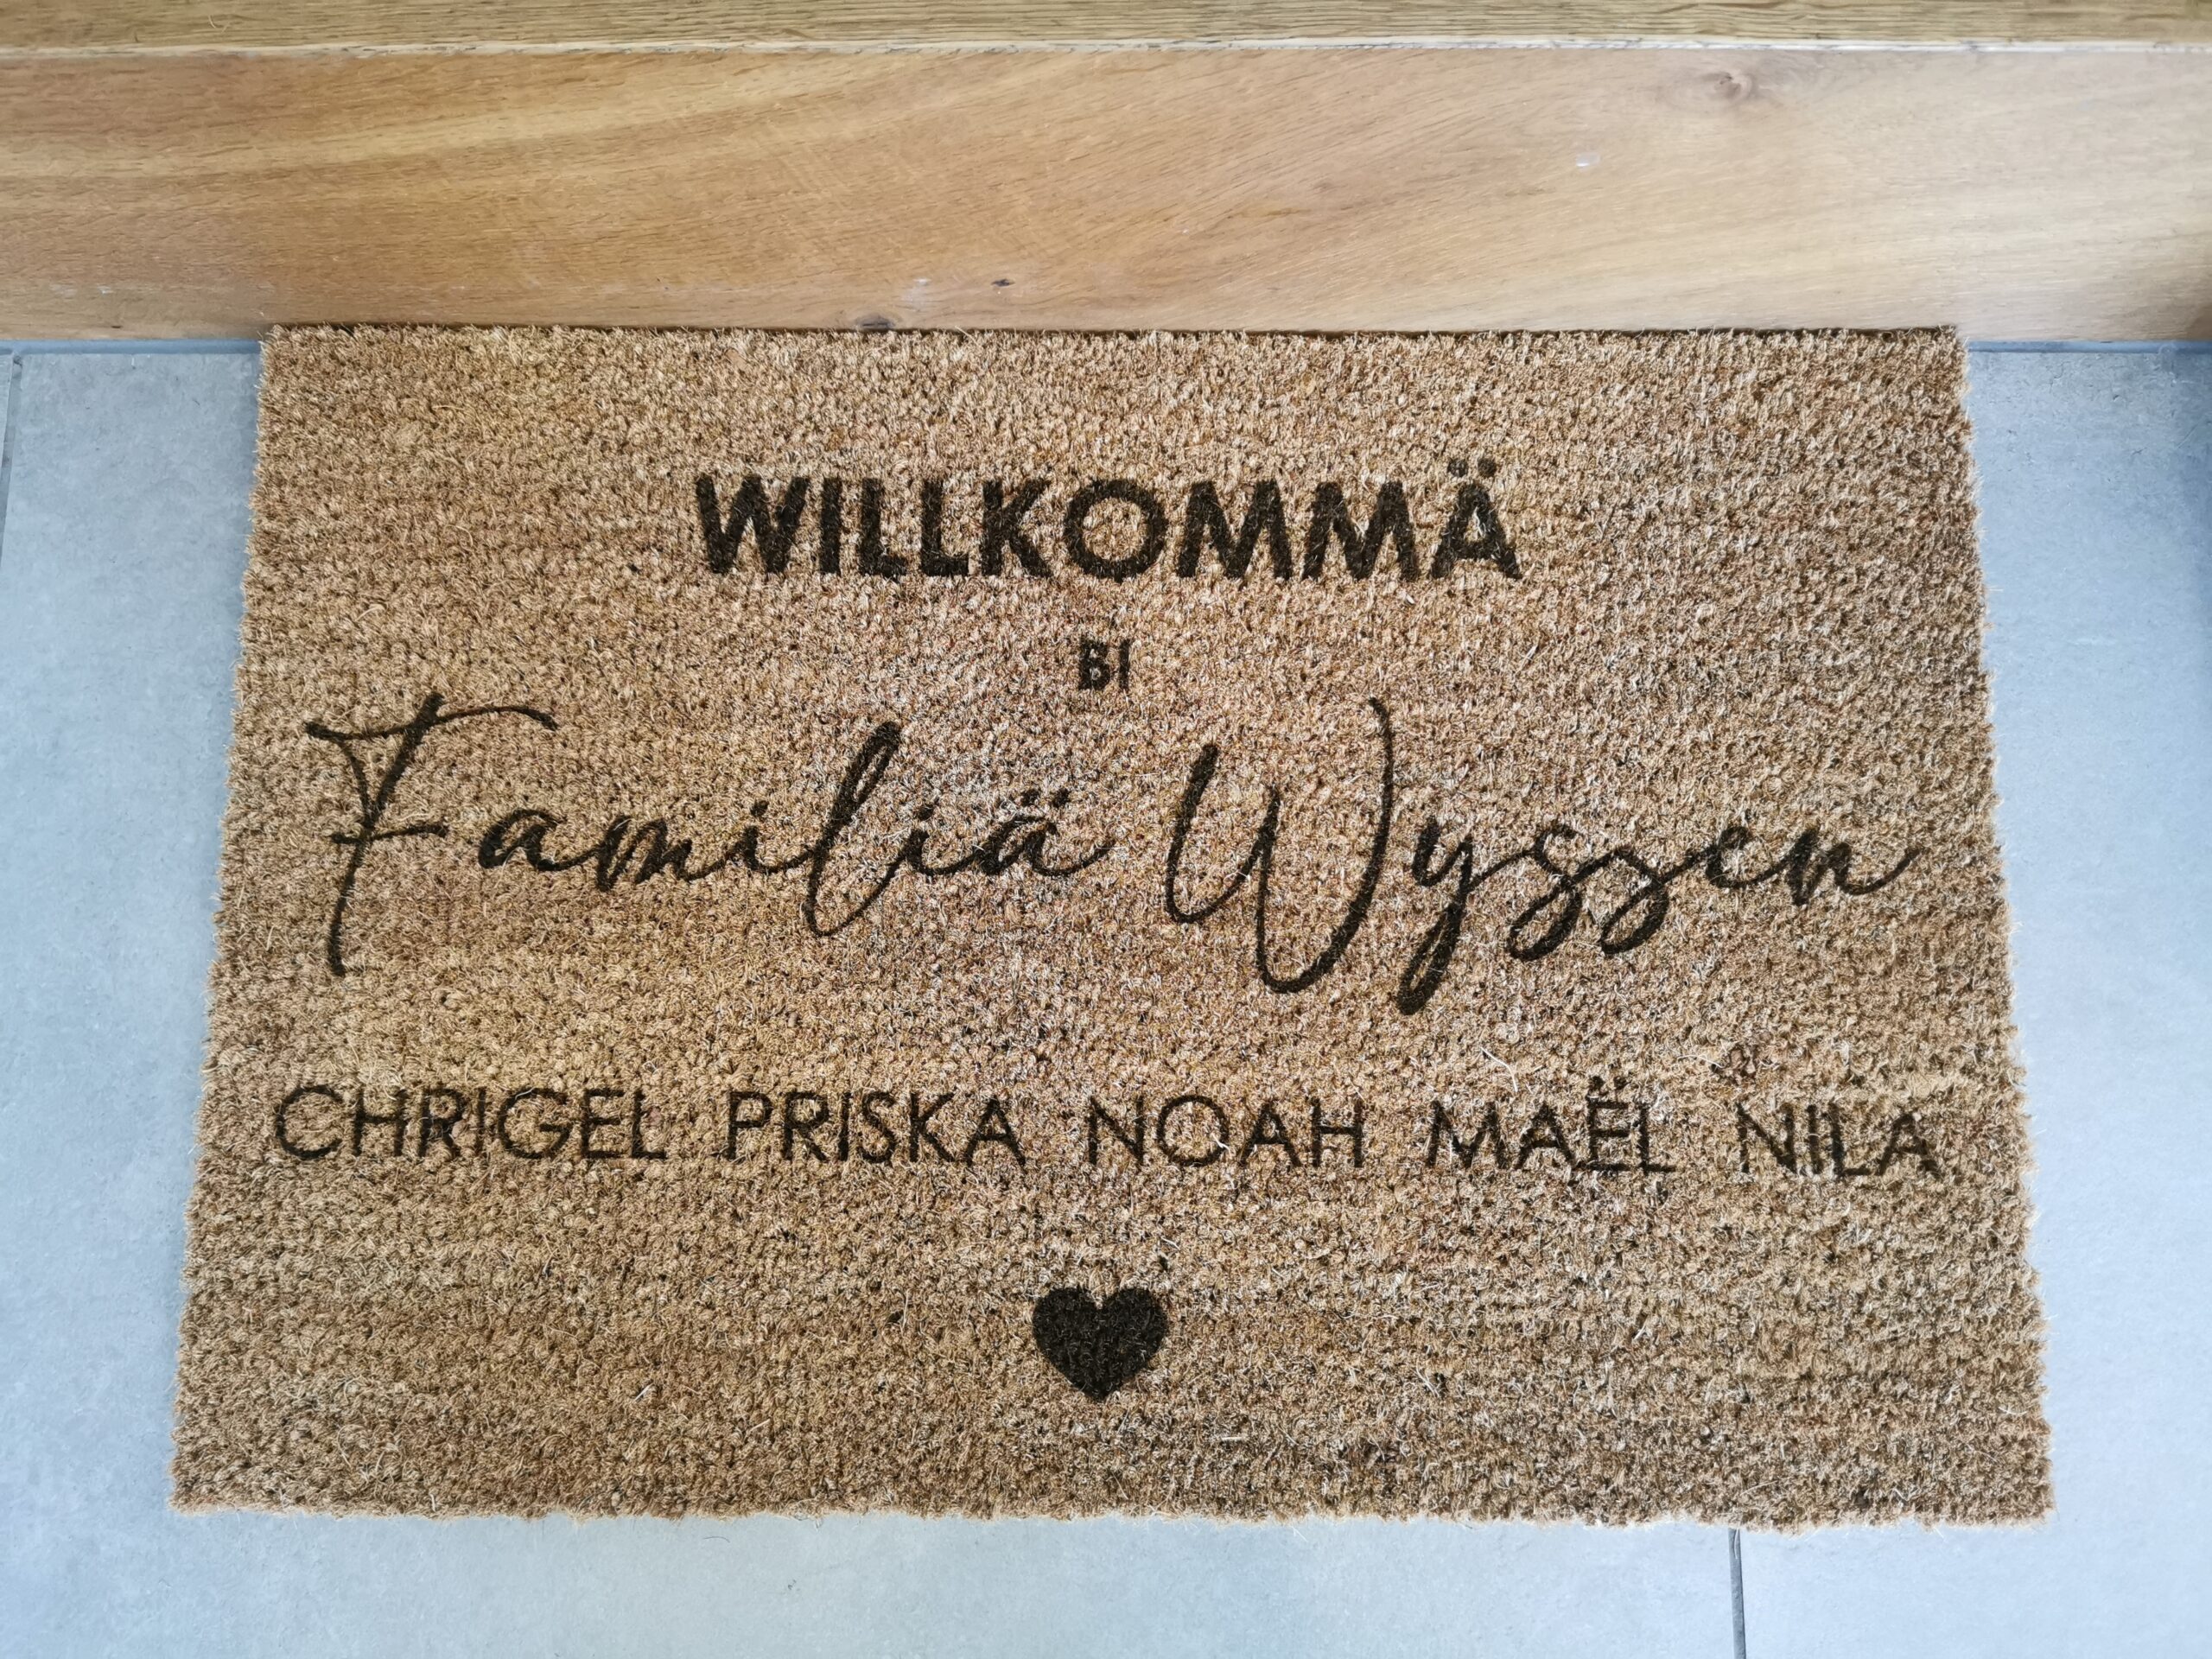 WILLKOMMÄ
BI
Familiä Wyssen
CHRIGEL PRISKA NOAH MAËL NILA